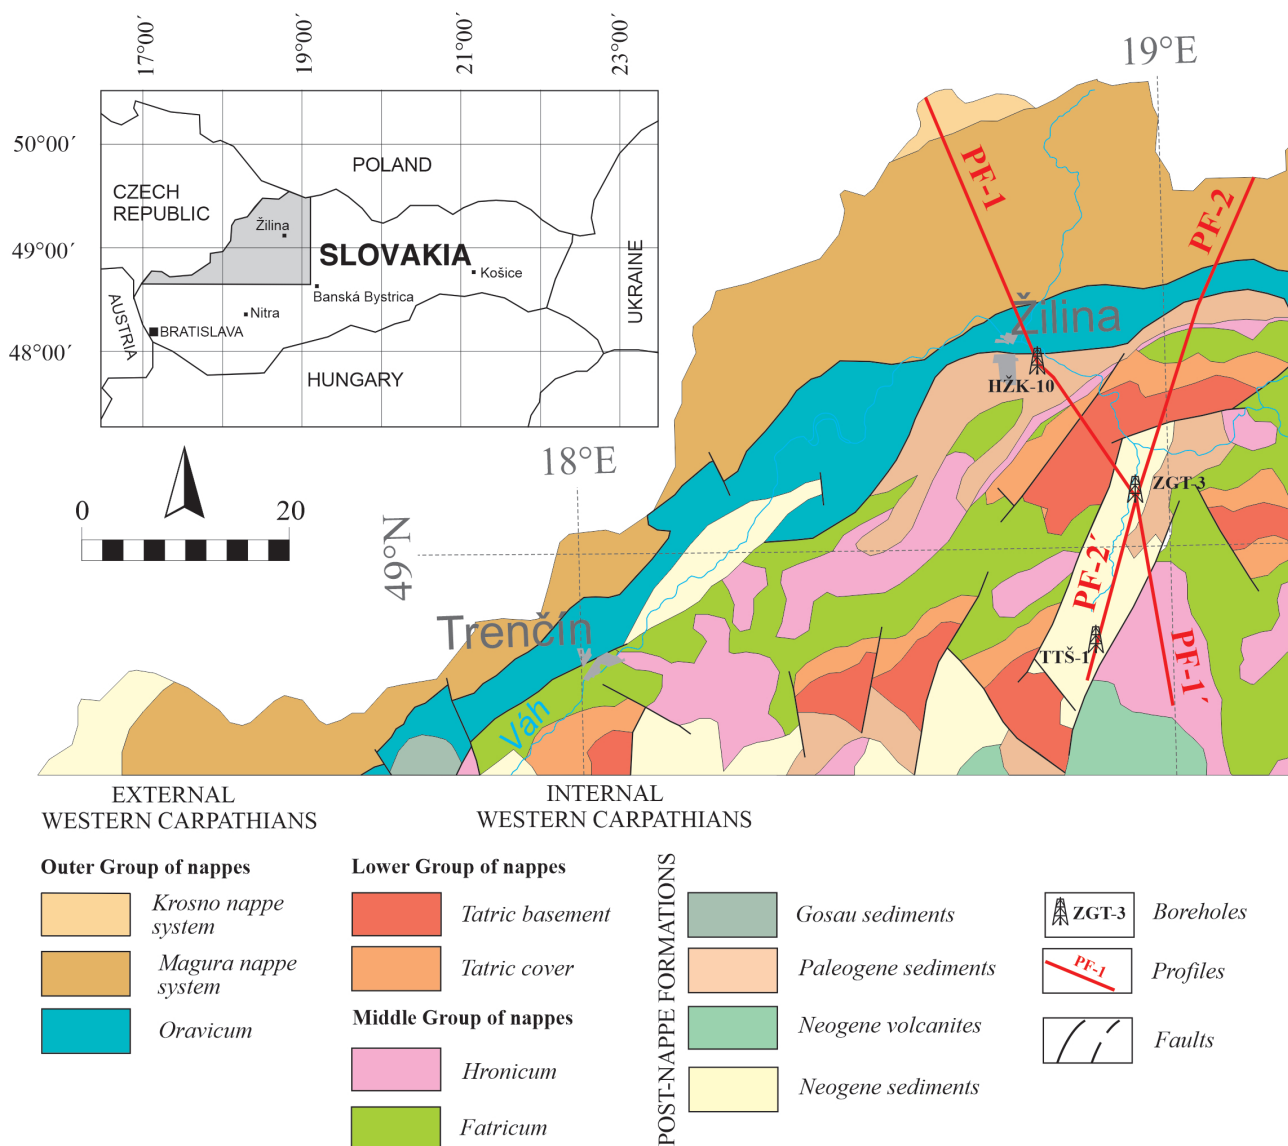 17°00´
19°00´
21°00´
23°00´
50°00´
49°00´
48°00´
POLAND
CZECH
REPUBLIC
Žilina
SLOVAKIA
Košice
Banská Bystrica
Nitra
BRATISLAVA
AUSTRIA
HUNGARY
UKRAINE
19°E
PF-1
PF-2
Žilina
HŽK-10
ZGT-3
18°E
0
20
49°N
PF-2´
Trenčín
TTŠ-1
PF-1´
Váh
EXTERNAL
WESTERN CARPATHIANS
INTERNAL
WESTERN CARPATHIANS
Outer Group of nappes
Krosno nappe
system
Magura nappe
system
Oravicum
Lower Group of nappes
Tatric basement
Tatric cover
Middle Group of nappes
Hronicum
Fatricum
POST-NAPPE FORMATIONS
Gosau sediments
Paleogene sediments
Neogene volcanites
Neogene sediments
ZGT-3
Boreholes
PF-1
Profiles
Faults